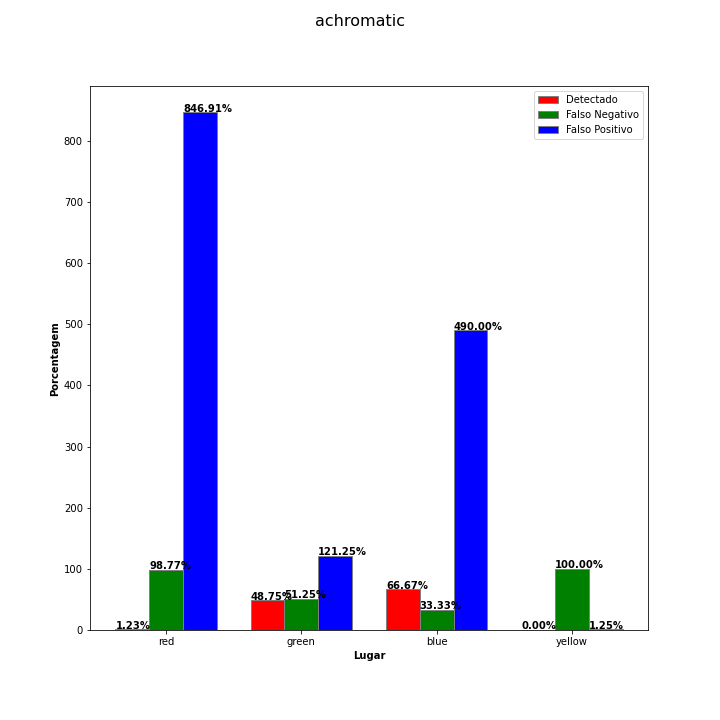 achromatic
Detectado
Falso Negativo
Falso Positivo
846.91%
800
700
600
500
400
300
200
100
0
Porcentagem
490.00%
121.25%
98.77%
100.00%
66.67%
48.75%
51.25%
33.33%
1.23%
0.00%
1.25%
red
green
blue
yellow
Lugar